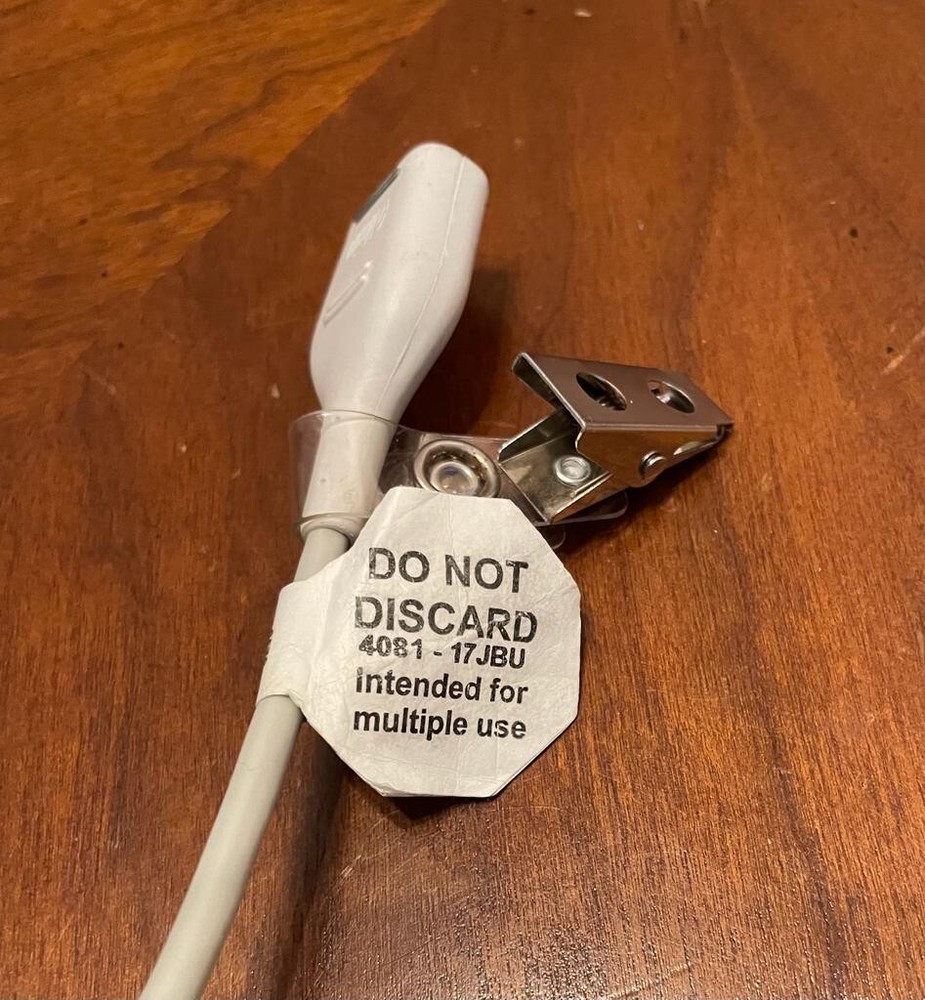 DO NOT
DISCARD
4081 - 17JBU
Intended for
multiple use